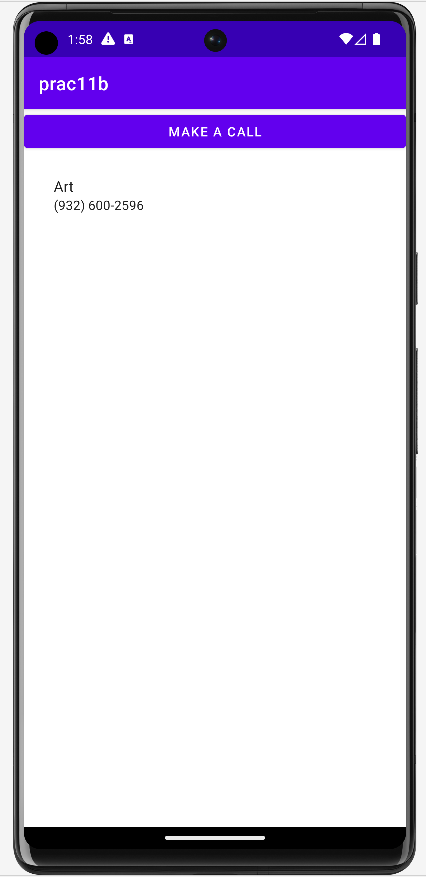 1:58
A
prac11b
MAKE A CALL
Art
(932) 600-2596